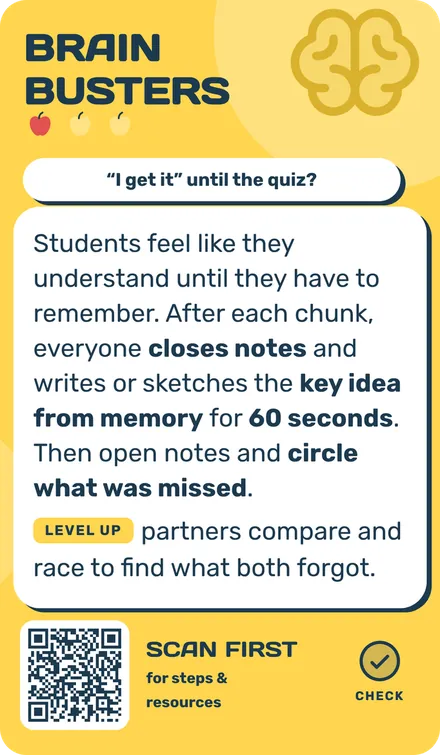 BRAIN
BUSTERS
“I get it” until the quiz?
Students feel like they
understand until they have to
remember. After each chunk,
everyone closes notes and
writes or sketches the key idea
from memory for 60 seconds.
Then open notes and circle
what was missed.
LEVEL UP partners compare and
race to find what both forgot.
SCAN FIRST
for steps &
resources
CHECK